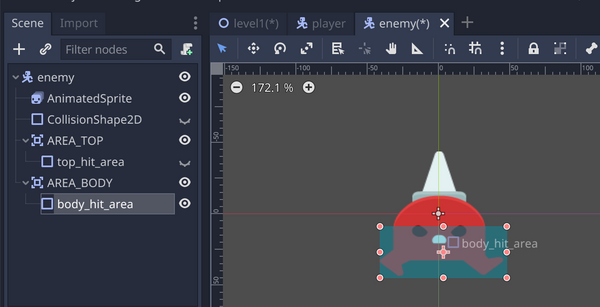 Scene Import
level1(*) player enemy(*)
Filter nodes
enemy
AnimatedSprite
CollisionShape2D
AREA_TOP
top_hit_area
AREA_BODY
body_hit_area
-150 -100 -50 0 50 100
172.1 %
50
0
50
body_hit_area